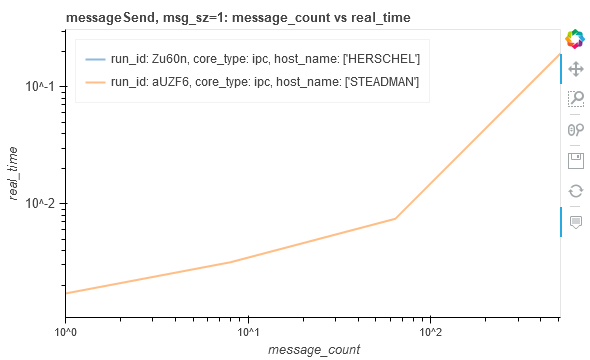 messageSend, msg_sz=1: message_count vs real_time
run_id: Zu60n, core_type: ipc, host_name: ['HERSCHEL']
run_id: aUZF6, core_type: ipc, host_name: ['STEADMAN']
10^-1
10^-2
real_time
10^0 10^1 10^2
message_count